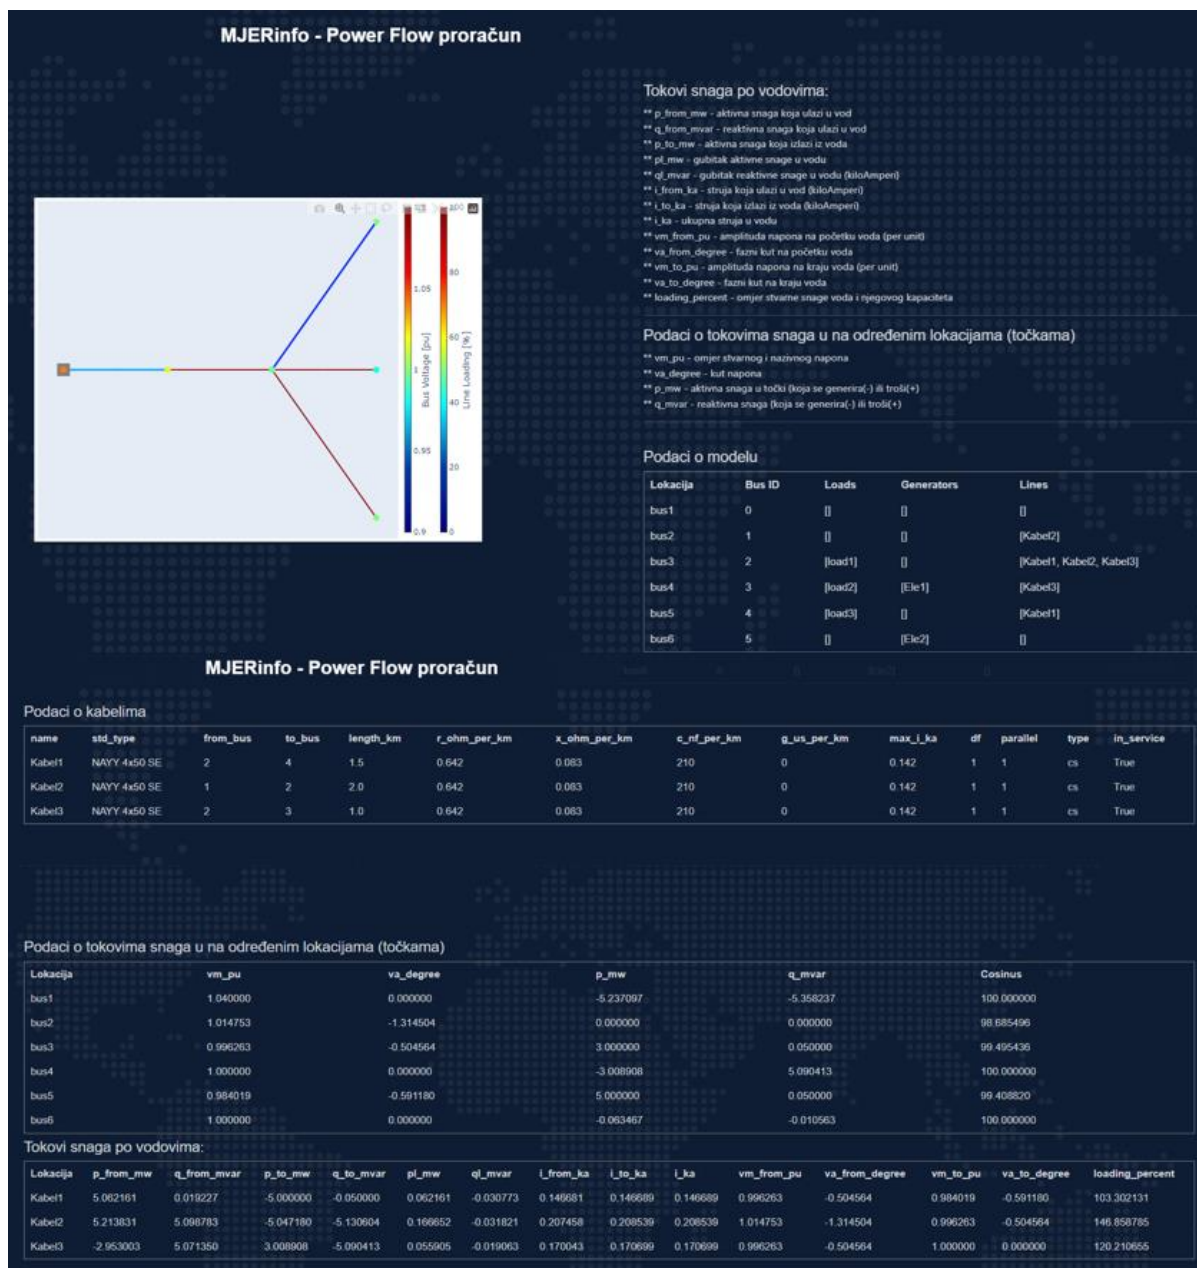 MJERinfo - Power Flow proračun
Tokovi snaga po vodovima:
** p_from_mw - aktivna snaga koja ulazi u vod
** q_from_mvar - reaktivna snaga koja ulazi u vod
** p_to_mw - aktivna snaga koja izlazi iz voda
** pl_mw - gubitak aktivne snage u vodu
** ql_mvar - gubitak reaktivne snage u vodu (kiloAmperi)
** i_from_ka - struja koja ulazi u vod (kiloAmperi)
** i_to_ka - struja koja izlazi iz voda (kiloAmperi)
** i_ka - ukupna struja u vodu
** vm_from_pu - amplituda napona na početku voda (per unit)
** va_from_degree - fazni kut na početku voda
** vm_to_pu - amplituda napona na kraju voda (per unit)
** va_to_degree - fazni kut na kraju voda
** loading_percent - omjer stvarne snage voda i njegovog kapaciteta
100
80
60
40
20
0
1.05
1
0.95
0.9
Bus Voltage [pu]
Line Loading [%]
Podaci o tokovima snaga u na određenim lokacijama (točkama)
** vm_pu - omjer stvarnog i nazivnog napona
** va_degree - kut napona
** p_mw - aktivna snaga u točki (koja se generira(-) ili troši(+)
** q_mvar - reaktivna snaga (koja se generira(-) ili troši(+)
Podaci o modelu
Lokacija Bus ID Loads Generators Lines
bus1 0 [] [] []
bus2 1 [] [] [Kabel2]
bus3 2 [load1] [] [Kabel1, Kabel2, Kabel3]
bus4 3 [load2] [Ele1] [Kabel3]
bus5 4 [load3] [] [Kabel1]
bus6 5 [] [Ele2] []
MJERinfo - Power Flow proračun
Podaci o kabelima
name std_type from_bus to_bus length_km r_ohm_per_km x_ohm_per_km c_nf_per_km g_us_per_km max_i_ka df parallel type in_service
Kabel1 NAYY 4x50 SE 2 4 1.5 0.642 0.083 210 0 0.142 1 1 cs True
Kabel2 NAYY 4x50 SE 1 2 2.0 0.642 0.083 210 0 0.142 1 1 cs True
Kabel3 NAYY 4x50 SE 2 3 1.0 0.642 0.083 210 0 0.142 1 1 cs True
Podaci o tokovima snaga u na određenim lokacijama (točkama)
Lokacija vm_pu va_degree p_mw q_mvar Cosinus
bus1 1.040000 0.000000 -5.237097 -5.358237 100.000000
bus2 1.014753 -1.314504 0.000000 0.000000 98.685496
bus3 0.996263 -0.504564 3.000000 0.050000 99.495436
bus4 1.000000 0.000000 -3.008908 5.090413 100.000000
bus5 0.984019 -0.591180 5.000000 0.050000 99.408820
bus6 1.000000 0.000000 -0.063467 -0.010563 100.000000
Tokovi snaga po vodovima:
Lokacija p_from_mw q_from_mvar p_to_mw q_to_mvar pl_mw ql_mvar i_from_ka i_to_ka i_ka vm_from_pu va_from_degree vm_to_pu va_to_degree loading_percent
Kabel1 5.062161 0.019227 -5.000000 -0.050000 0.062161 -0.030773 0.146681 0.146689 0.146689 0.996263 -0.504564 0.984019 -0.591180 103.302131
Kabel2 5.213831 5.098783 -5.047180 -5.130604 0.166652 -0.031821 0.207458 0.208539 0.208539 1.014753 -1.314504 0.996263 -0.504564 146.858785
Kabel3 -2.953003 5.071350 3.008908 -5.090413 0.055905 -0.019063 0.170043 0.170699 0.170699 0.996263 -0.504564 1.000000 0.000000 120.210655